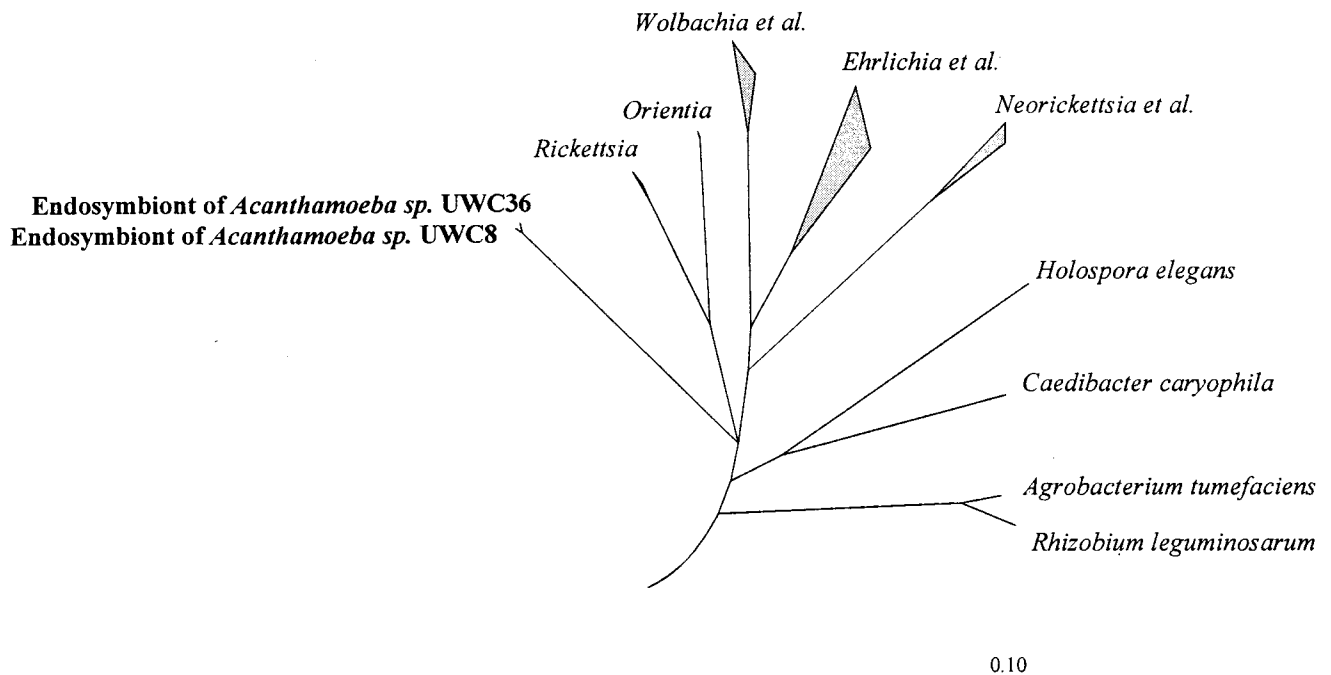 Wolbachia et al.
Ehrlichia et al.
Neorickettsia et al.
Orientia
Rickettsia
Endosymbiont of Acanthamoeba sp. UWC36
Endosymbiont of Acanthamoeba sp. UWC8
Holospora elegans
Caedibacter caryophila
Agrobacterium tumefaciens
Rhizobium leguminosarum
0.10